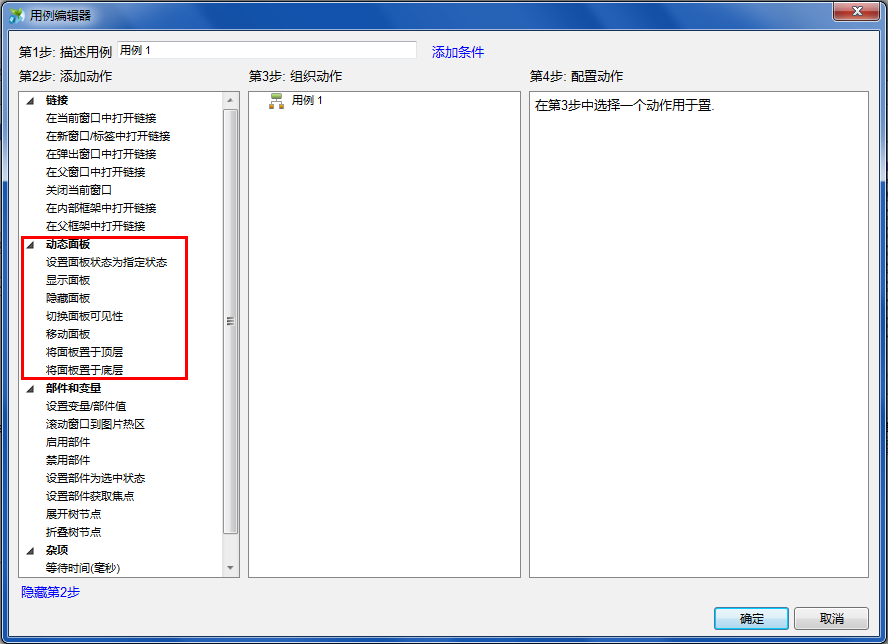 用例编辑器
第1步: 描述用例
用例 1
添加条件
第2步: 添加动作
第3步: 组织动作
第4步: 配置动作
链接
在当前窗口中打开链接
在新窗口/标签中打开链接
在弹出窗口中打开链接
在父窗口中打开链接
关闭当前窗口
在内部框架中打开链接
在父框架中打开链接
动态面板
设置面板状态为指定状态
显示面板
隐藏面板
切换面板可见性
移动面板
将面板置于顶层
将面板置于底层
部件和变量
设置变量/部件值
滚动窗口到图片热区
启用部件
禁用部件
设置部件为选中状态
设置部件获取焦点
展开树节点
折叠树节点
杂项
等待时间(毫秒)
用例 1
在第3步中选择一个动作用于置.
隐藏第2步
确定
取消